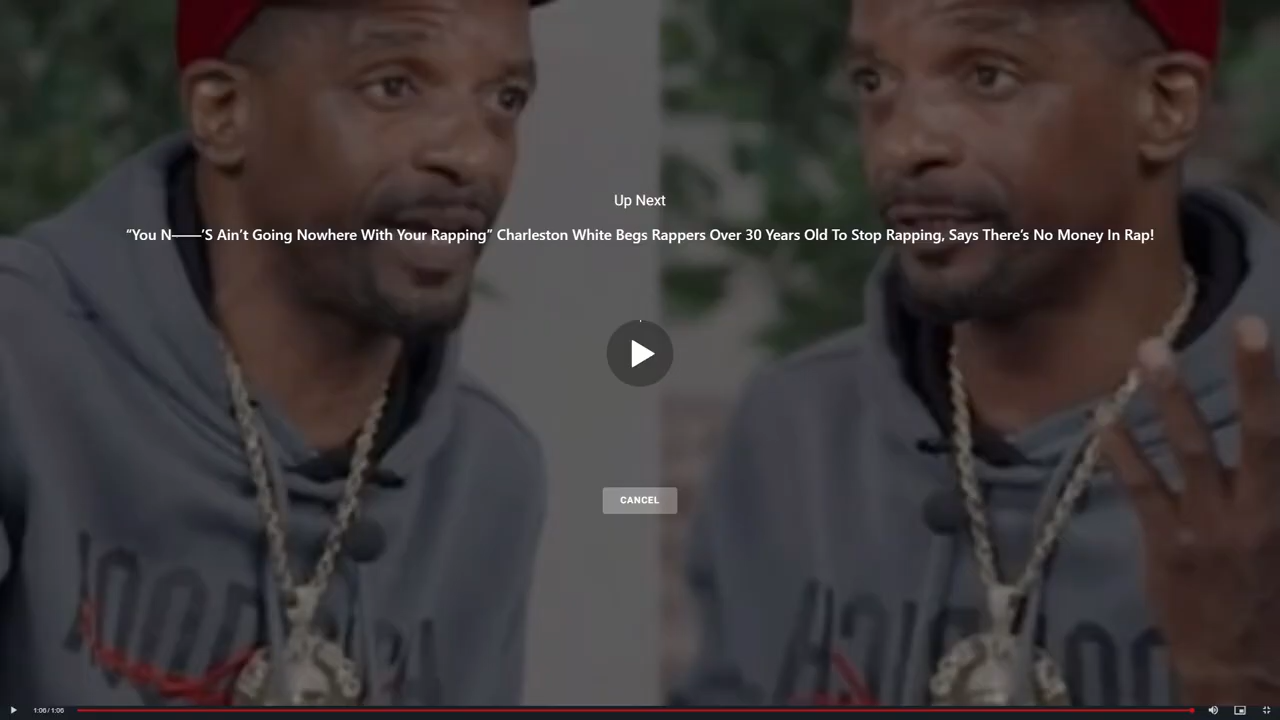 Up Next
“You N——’S Ain’t Going Nowhere With Your Rapping” Charleston White Begs Rappers Over 30 Years Old To Stop Rapping, Says There’s No Money In Rap!
CANCEL
1:06 / 1:06